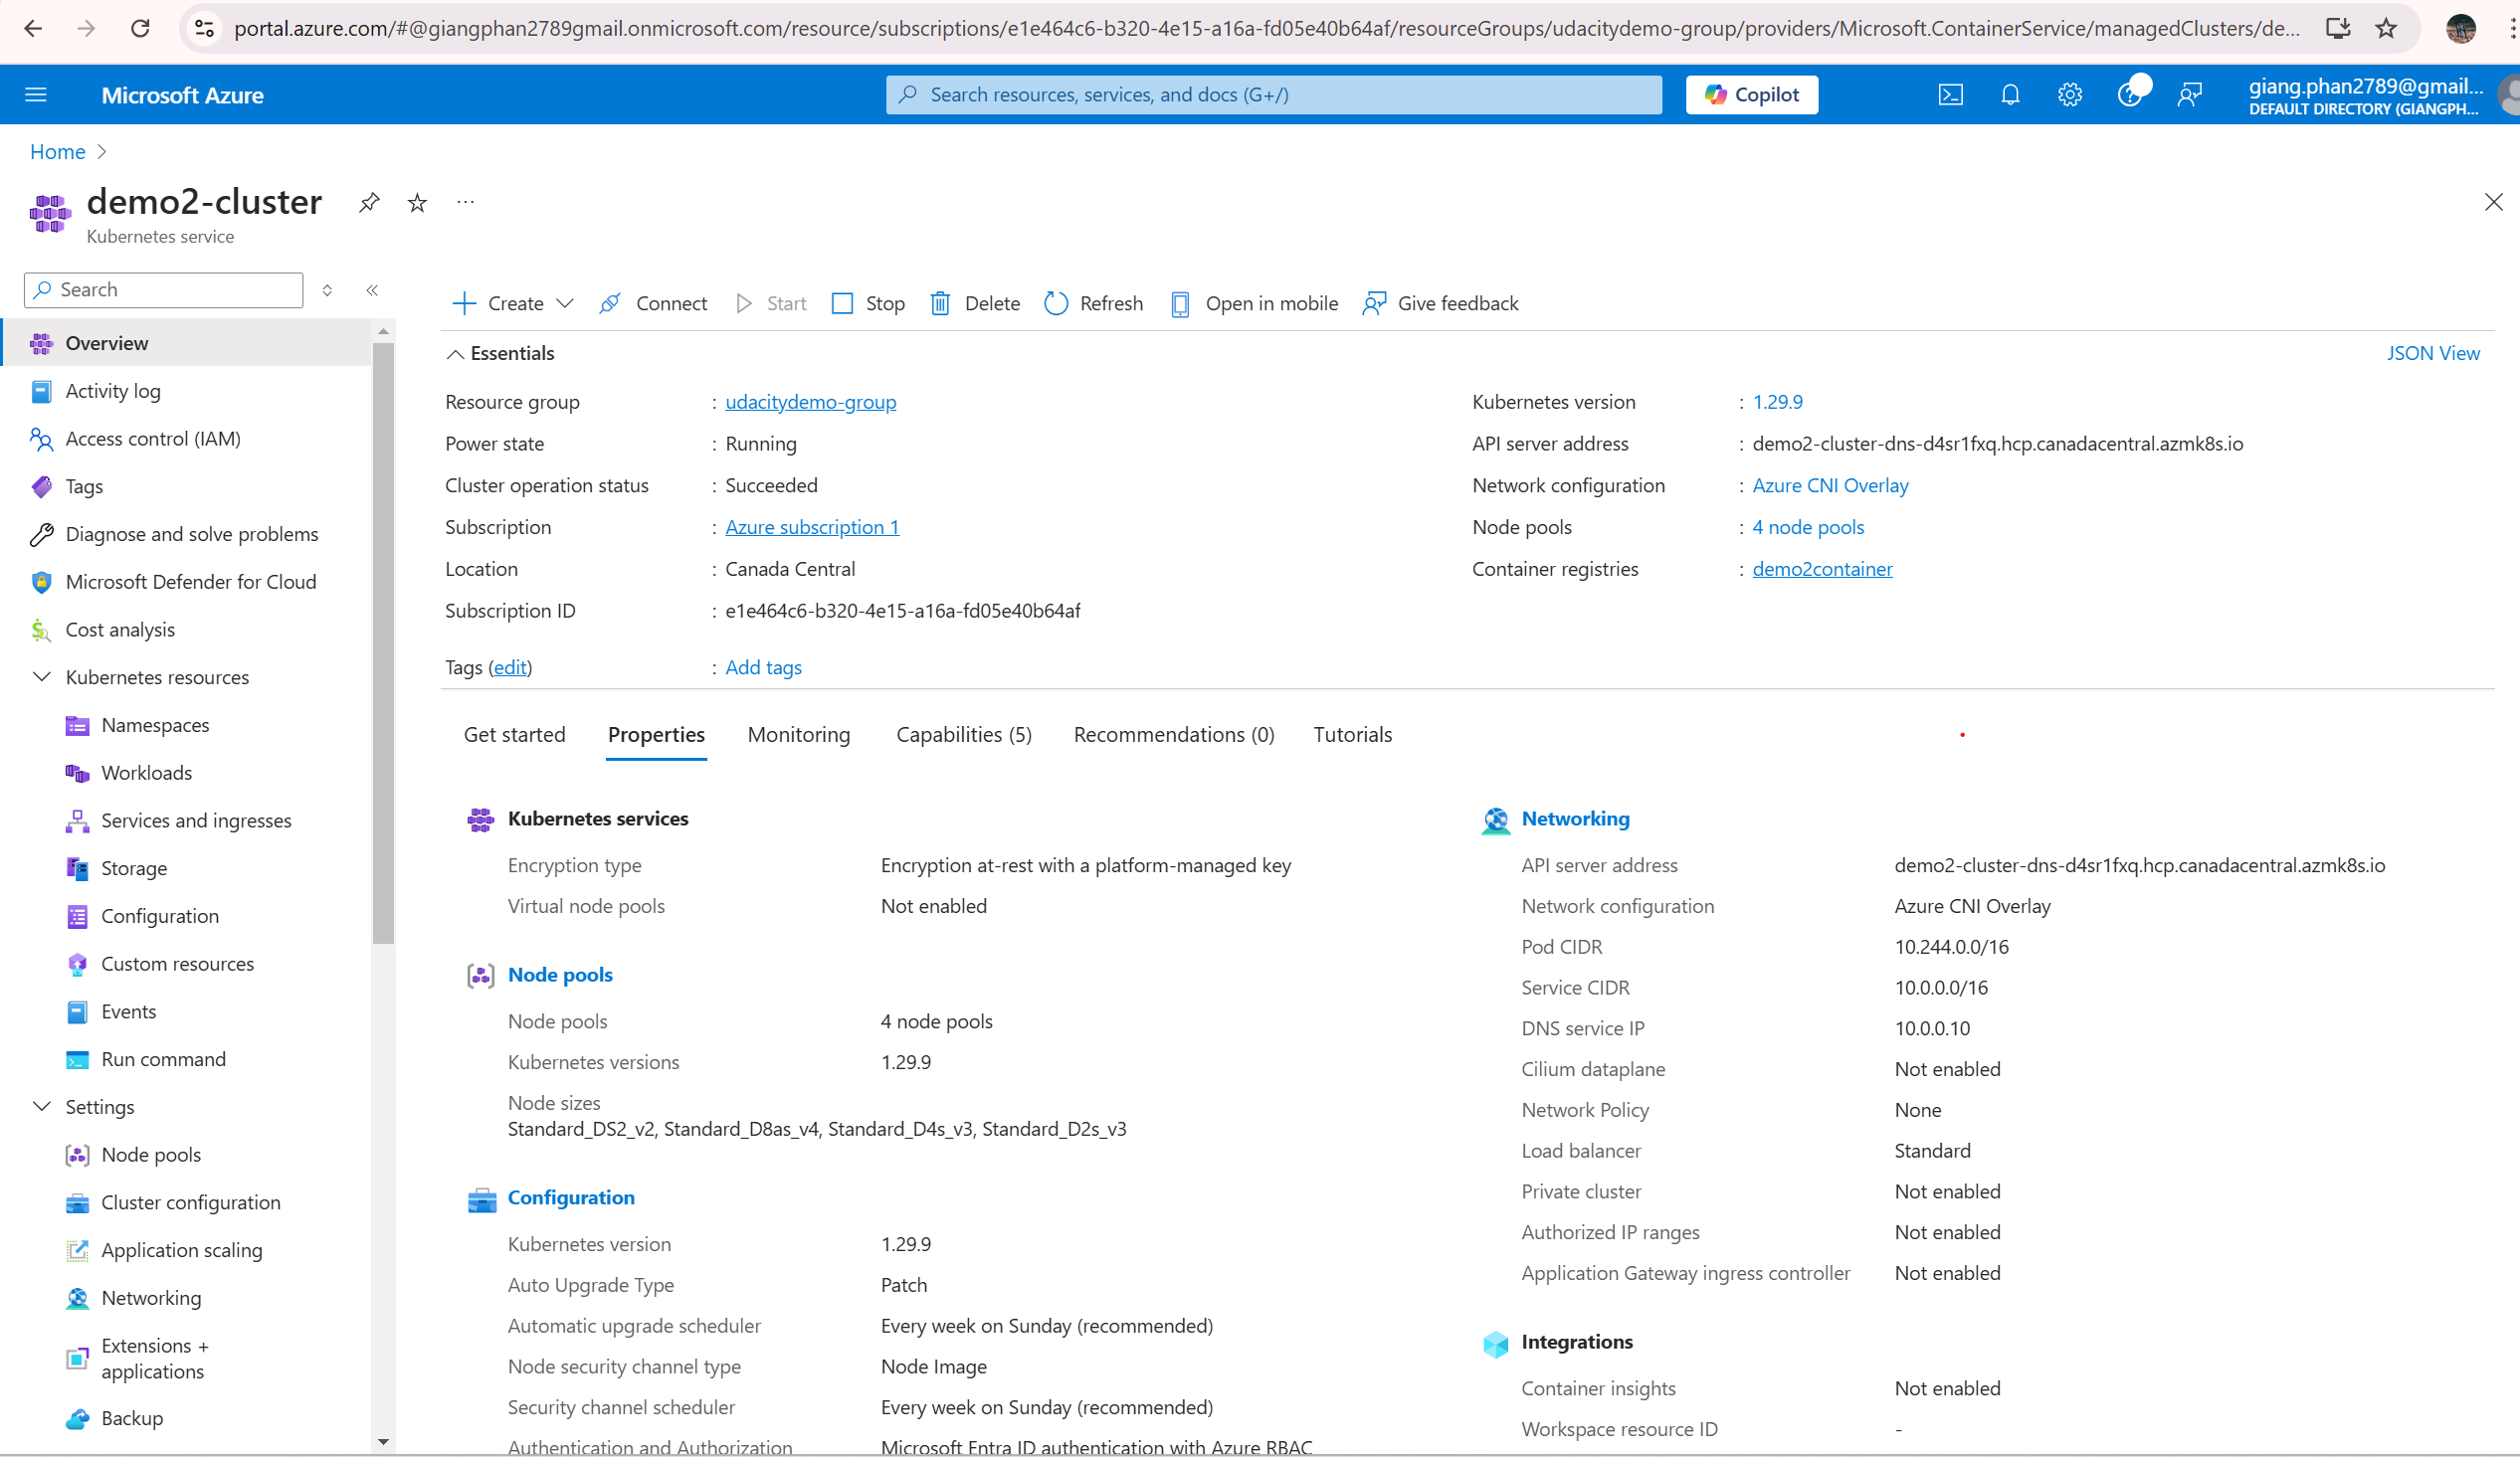 portal.azure.com/#@giangphan2789gmail.onmicrosoft.com/resource/subscriptions/e1e464c6-b320-4e15-a16a-fd05e40b64af/resourceGroups/udacitydemo-group/providers/Microsoft.ContainerService/managedClusters/de...
Microsoft Azure
Search resources, services, and docs (G+/)
Copilot
giang.phan2789@gmail...
DEFAULT DIRECTORY (GIANGPH...
Home
demo2-cluster
Kubernetes service
Search
Overview
Activity log
Access control (IAM)
Tags
Diagnose and solve problems
Microsoft Defender for Cloud
Cost analysis
Kubernetes resources
Namespaces
Workloads
Services and ingresses
Storage
Configuration
Custom resources
Events
Run command
Settings
Node pools
Cluster configuration
Application scaling
Networking
Extensions +
applications
Backup
Create
Connect
Start
Stop
Delete
Refresh
Open in mobile
Give feedback
Essentials
JSON View
Resource group : udacitydemo-group
Power state : Running
Cluster operation status : Succeeded
Subscription : Azure subscription 1
Location : Canada Central
Subscription ID : e1e464c6-b320-4e15-a16a-fd05e40b64af
Tags (edit) : Add tags
Kubernetes version : 1.29.9
API server address : demo2-cluster-dns-d4sr1fxq.hcp.canadacentral.azmk8s.io
Network configuration : Azure CNI Overlay
Node pools : 4 node pools
Container registries : demo2container
Get started
Properties
Monitoring
Capabilities (5)
Recommendations (0)
Tutorials
Kubernetes services
Encryption type Encryption at-rest with a platform-managed key
Virtual node pools Not enabled
Node pools
Node pools 4 node pools
Kubernetes versions 1.29.9
Node sizes
Standard_DS2_v2, Standard_D8as_v4, Standard_D4s_v3, Standard_D2s_v3
Configuration
Kubernetes version 1.29.9
Auto Upgrade Type Patch
Automatic upgrade scheduler Every week on Sunday (recommended)
Node security channel type Node Image
Security channel scheduler Every week on Sunday (recommended)
Authentication and Authorization Microsoft Entra ID authentication with Azure RBAC
Networking
API server address demo2-cluster-dns-d4sr1fxq.hcp.canadacentral.azmk8s.io
Network configuration Azure CNI Overlay
Pod CIDR 10.244.0.0/16
Service CIDR 10.0.0.0/16
DNS service IP 10.0.0.10
Cilium dataplane Not enabled
Network Policy None
Load balancer Standard
Private cluster Not enabled
Authorized IP ranges Not enabled
Application Gateway ingress controller Not enabled
Integrations
Container insights Not enabled
Workspace resource ID -